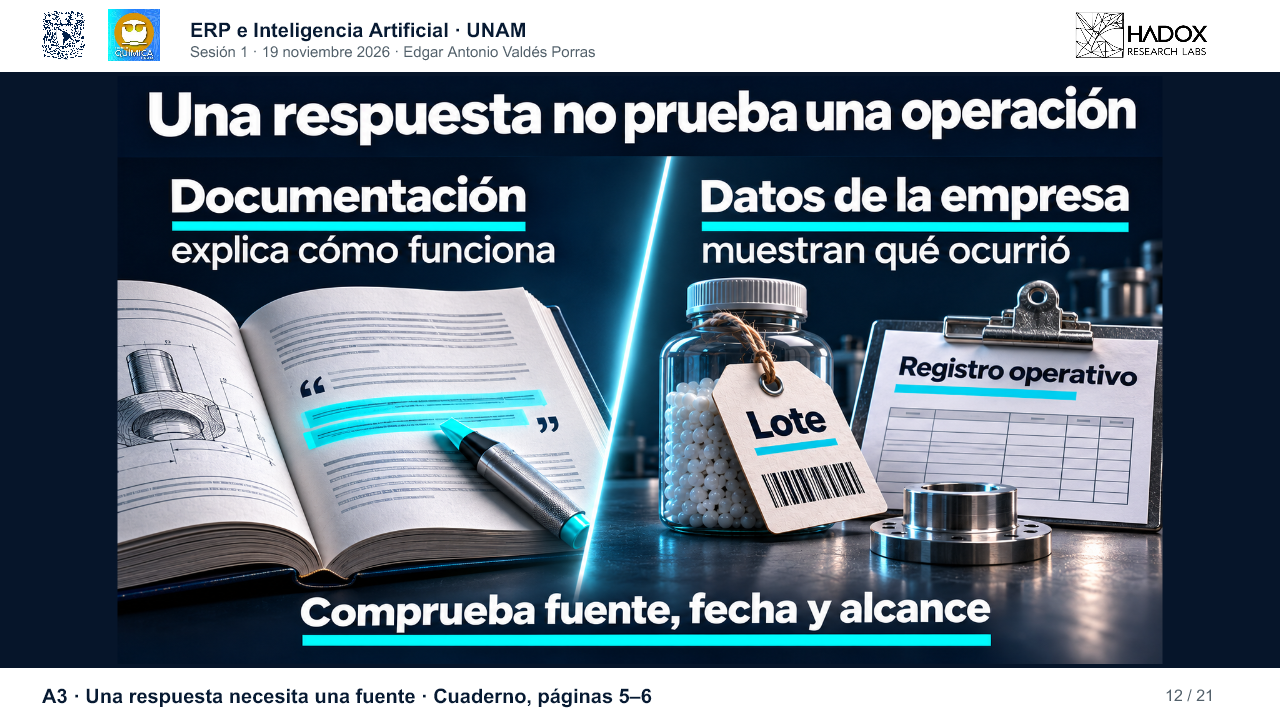 ERP e Inteligencia Artificial · UNAM
Sesión 1 · 19 noviembre 2026 · Edgar Antonio Valdés Porras
QUÍMICA
HADOX
RESEARCH LABS
Una respuesta no prueba una operación
Documentación
explica cómo funciona
Datos de la empresa
muestran qué ocurrió
Lote
Registro operativo
Comprueba fuente, fecha y alcance
A3 · Una respuesta necesita una fuente · Cuaderno, páginas 5–6
12 / 21